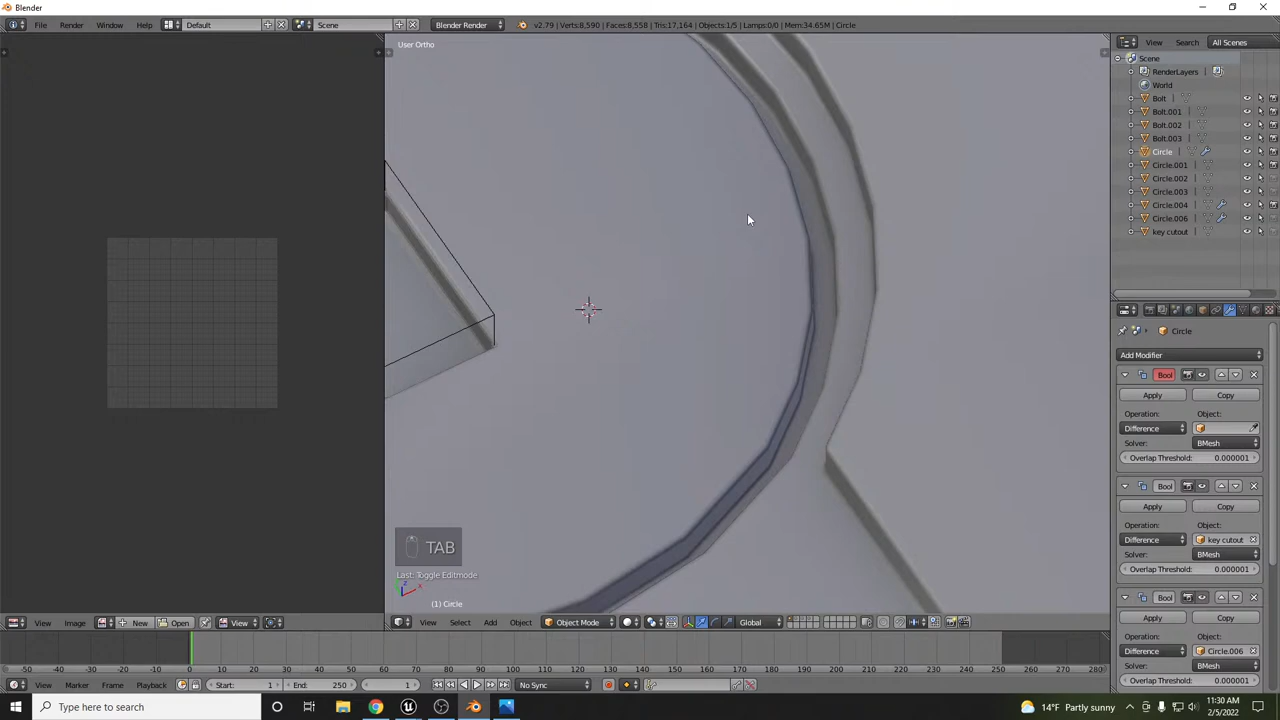 Blender
File Render Window Help Default Scene Blender Render v2.79 | Verts:8,590 | Faces:8,558 | Tris:17,164 | Objects:1/5 | Lamps:0/0 | Mem:34.65M | Circle
View Search All Scenes
User Ortho
Scene
RenderLayers
World
Bolt
Bolt.001
Bolt.002
Bolt.003
Circle
Circle.001
Circle.002
Circle.003
Circle.004
Circle.006
key cutout
Circle
Add Modifier
Bool
Apply Copy
Operation: Object:
Difference
Solver: BMesh
Overlap Threshold: 0.000001
Bool
Apply Copy
Operation: Object:
Difference key cutout
Solver: BMesh
Overlap Threshold: 0.000001
Bool
Apply Copy
Operation: Object:
Difference Circle.006
Solver: BMesh
Overlap Threshold: 0.000001
TAB
Last: Toggle Editmode
(1) Circle
View Image New Open View
View Select Add Object Object Mode Global
-50 -40 -30 -20 -10 0 10 20 30 40 50 60 70 80 90 100 110 120 130 140 150 160 170 180 190 200 210 220 230 240 250 260 270 280
View Marker Frame Playback Start: 1 End: 250 1 No Sync
Type here to search
14°F Partly sunny
11:30 AM
2/5/2022